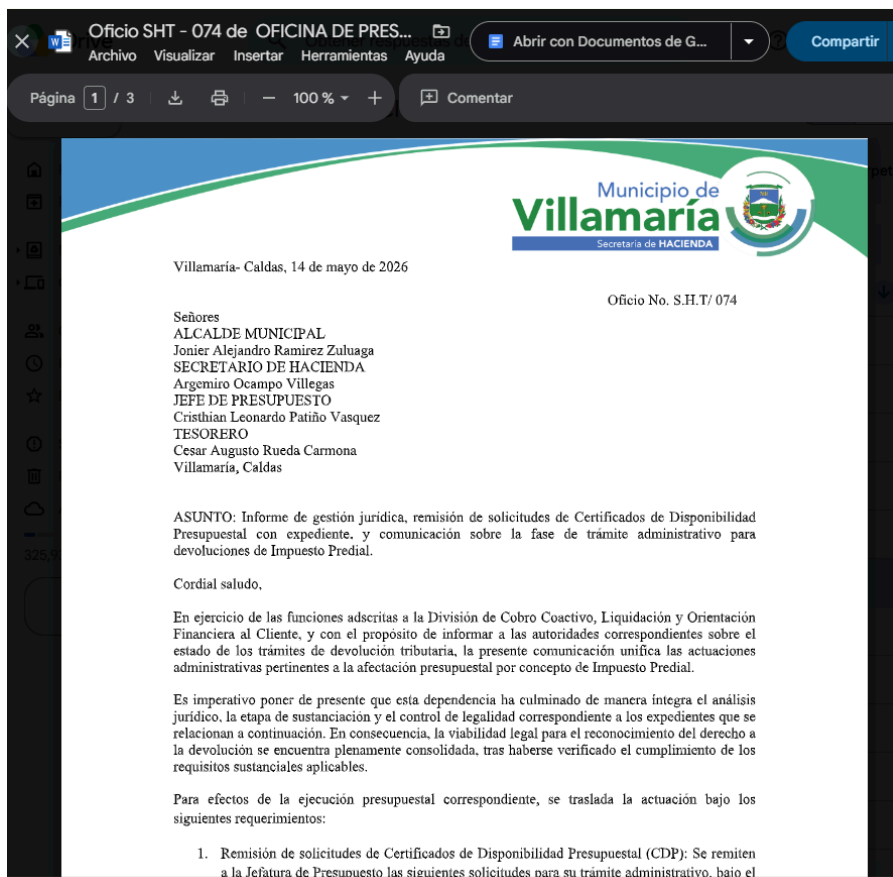 Oficio SHT - 074 de OFICINA DE PRES...
Archivo Visualizar Insertar Herramientas Ayuda
Abrir con Documentos de G...
Compartir
Página 1 / 3
100 %
Comentar
Municipio de
Villamaría
Secretaría de HACIENDA
Villamaría- Caldas, 14 de mayo de 2026
Oficio No. S.H.T/ 074
Señores
ALCALDE MUNICIPAL
Jonier Alejandro Ramirez Zuluaga
SECRETARIO DE HACIENDA
Argemiro Ocampo Villegas
JEFE DE PRESUPUESTO
Cristhian Leonardo Patiño Vasquez
TESORERO
Cesar Augusto Rueda Carmona
Villamaría, Caldas
ASUNTO: Informe de gestión jurídica, remisión de solicitudes de Certificados de Disponibilidad
Presupuestal con expediente, y comunicación sobre la fase de trámite administrativo para
devoluciones de Impuesto Predial.
Cordial saludo,
En ejercicio de las funciones adscritas a la División de Cobro Coactivo, Liquidación y Orientación
Financiera al Cliente, y con el propósito de informar a las autoridades correspondientes sobre el
estado de los trámites de devolución tributaria, la presente comunicación unifica las actuaciones
administrativas pertinentes a la afectación presupuestal por concepto de Impuesto Predial.
Es imperativo poner de presente que esta dependencia ha culminado de manera íntegra el análisis
jurídico, la etapa de sustanciación y el control de legalidad correspondiente a los expedientes que se
relacionan a continuación. En consecuencia, la viabilidad legal para el reconocimiento del derecho a
la devolución se encuentra plenamente consolidada, tras haberse verificado el cumplimiento de los
requisitos sustanciales aplicables.
Para efectos de la ejecución presupuestal correspondiente, se traslada la actuación bajo los
siguientes requerimientos:
1. Remisión de solicitudes de Certificados de Disponibilidad Presupuestal (CDP): Se remiten
a la Jefatura de Presupuesto las siguientes solicitudes para su trámite administrativo, bajo el